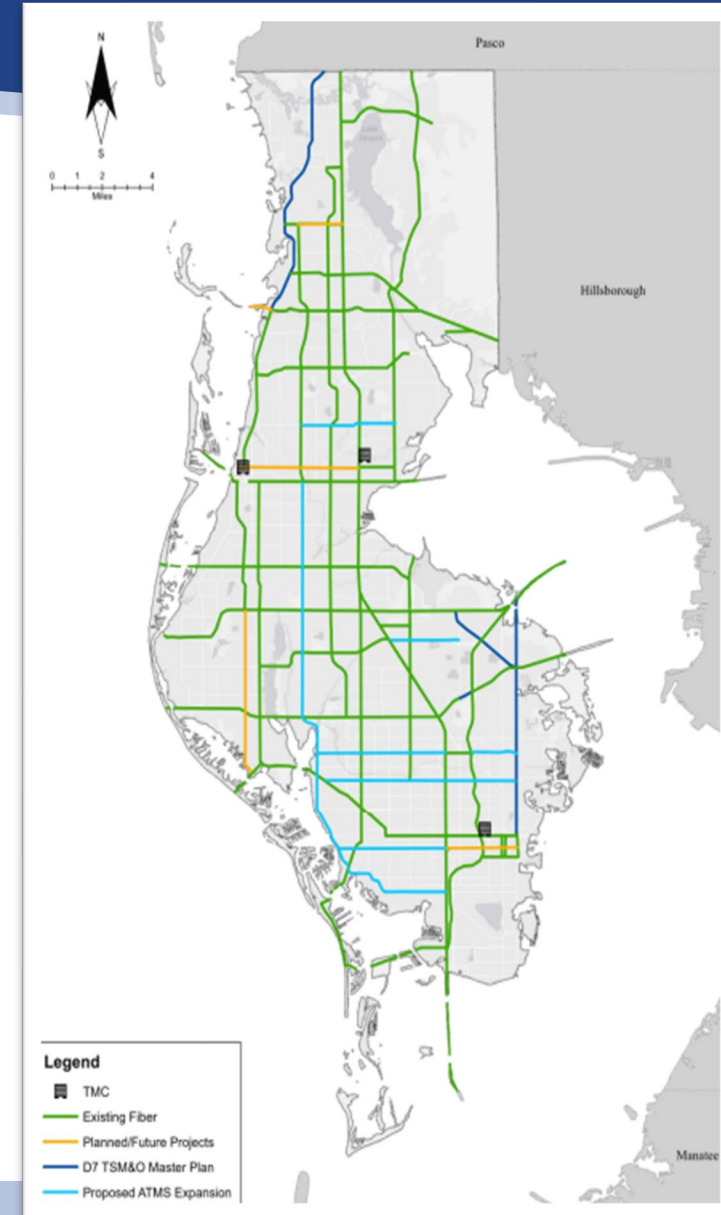 Pasco
N
S
0 1 2 4
Miles
Hillsborough
Legend
TMC
Existing Fiber
Planned/Future Projects
D7 TSM&O Master Plan
Proposed ATMS Expansion
Manatee